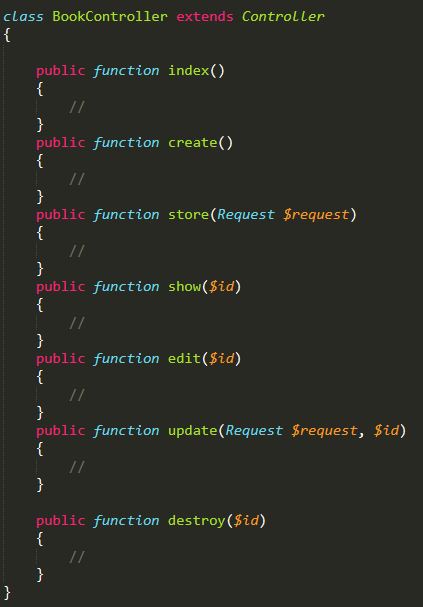 class BookController extends Controller
{
public function index()
{
//
}
public function create()
{
//
}
public function store(Request $request)
{
//
}
public function show($id)
{
//
}
public function edit($id)
{
//
}
public function update(Request $request, $id)
{
//
}
public function destroy($id)
{
//
}
}